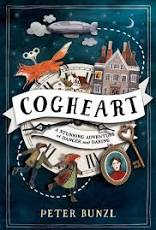 COGHEART
A STUNNING ADVENTURE
OF DANGER AND DARING
PETER BUNZL